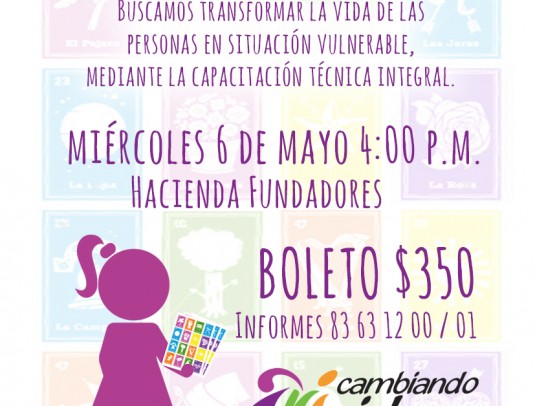 BUSCAMOS TRANSFORMAR LA VIDA DE LAS
PERSONAS EN SITUACIÓN VULNERABLE,
MEDIANTE LA CAPACITACIÓN TÉCNICA INTEGRAL.
MIÉRCOLES 6 DE MAYO 4:00 P.M.
HACIENDA FUNDADORES
BOLETO $350
INFORMES 83 63 12 00 / 01
cambiando